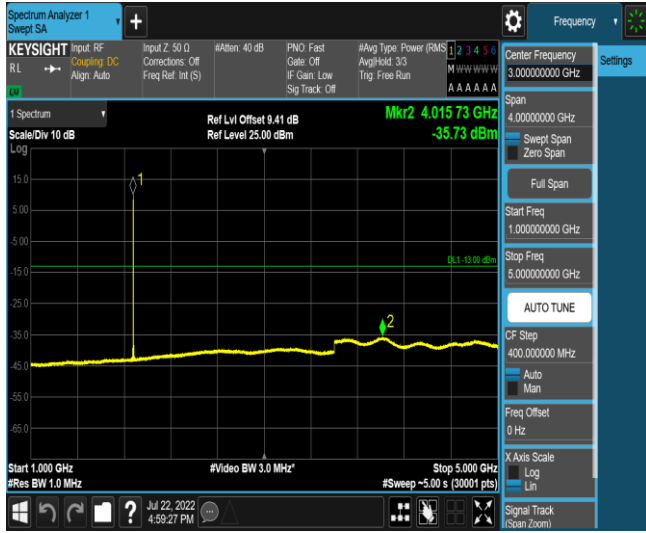 Spectrum Analyzer 1
Swept SA
Frequency
KEYSIGHT Input: RF Input Z: 50 Ω #Atten: 40 dB PNO: Fast #Avg Type: Power (RMS 1 2 3 4 5 6
RL Coupling: DC Corrections: Off Gate: Off Avg|Hold: 3/3 M W W W W W
Align: Auto Freq Ref: Int (S) IF Gain: Low Trig: Free Run
Sig Track: Off A A A A A A
1 Spectrum
Ref Lvl Offset 9.41 dB Mkr2 4.015 73 GHz
Scale/Div 10 dB Ref Level 25.00 dBm -35.73 dBm
Log
15.0
5.00
-5.00
DL1 -13.00 dBm
-15.0
-25.0
-35.0
-45.0
-55.0
-65.0
1
2
Start 1.000 GHz #Video BW 3.0 MHz* Stop 5.000 GHz
#Res BW 1.0 MHz #Sweep ~5.00 s (30001 pts)
?
Jul 22, 2022
4:59:27 PM
Center Frequency
3.000000000 GHz
Settings
Span
4.00000000 GHz
Swept Span
Zero Span
Full Span
Start Freq
1.000000000 GHz
Stop Freq
5.000000000 GHz
AUTO TUNE
CF Step
400.000000 MHz
Auto
Man
Freq Offset
0 Hz
X Axis Scale
Log
Lin
Signal Track
(Span Zoom)